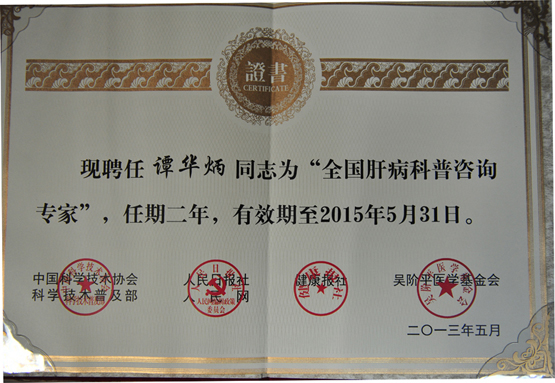 證書
CERTIFICATE
现聘任 谭华炳 同志为“全国肝病科普咨询
专家”，任期二年，有效期至2015年5月31日。
中国科学技术协会 人民日报社 健康报社 吴阶平医学基金会
科学技术普及部 人民网
二〇一三年五月